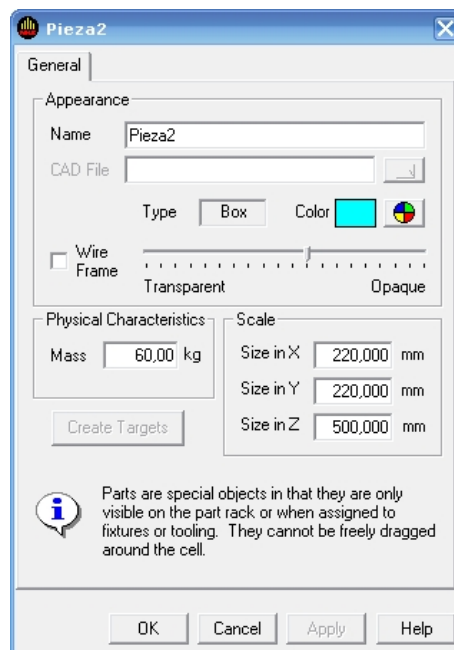 Pieza2
General
Appearance
Name Pieza2
CAD File
Type Box Color
Wire
Frame
Transparent Opaque
Physical Characteristics
Mass 60,00 kg
Create Targets
Scale
Size in X 220,000 mm
Size in Y 220,000 mm
Size in Z 500,000 mm
Parts are special objects in that they are only
visible on the part rack or when assigned to
fixtures or tooling. They cannot be freely dragged
around the cell.
OK Cancel Apply Help